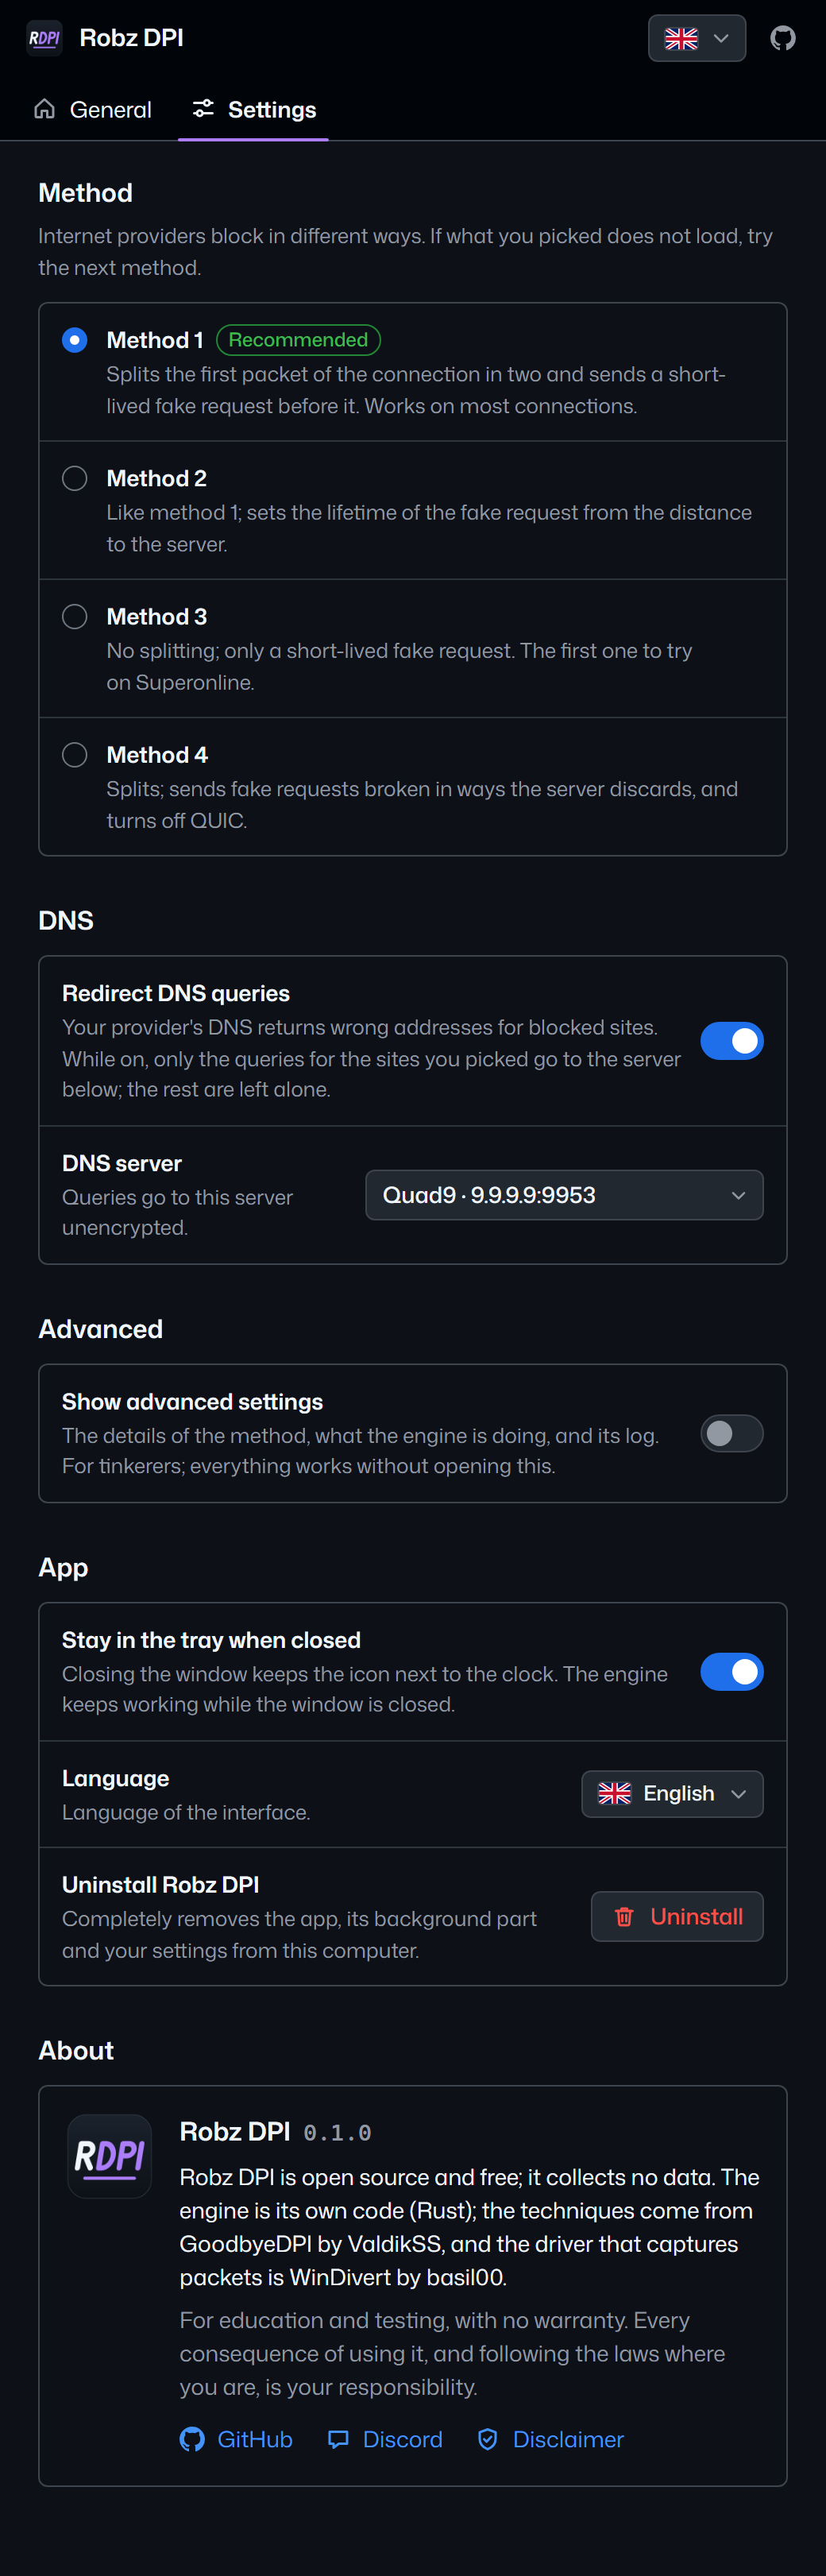 RDPI Robz DPI
General Settings
Method
Internet providers block in different ways. If what you picked does not load, try
the next method.
Method 1 Recommended
Splits the first packet of the connection in two and sends a short-
lived fake request before it. Works on most connections.
Method 2
Like method 1; sets the lifetime of the fake request from the distance
to the server.
Method 3
No splitting; only a short-lived fake request. The first one to try
on Superonline.
Method 4
Splits; sends fake requests broken in ways the server discards, and
turns off QUIC.
DNS
Redirect DNS queries
Your provider's DNS returns wrong addresses for blocked sites.
While on, only the queries for the sites you picked go to the server
below; the rest are left alone.
DNS server
Queries go to this server
unencrypted.
Quad9 · 9.9.9.9:9953
Advanced
Show advanced settings
The details of the method, what the engine is doing, and its log.
For tinkerers; everything works without opening this.
App
Stay in the tray when closed
Closing the window keeps the icon next to the clock. The engine
keeps working while the window is closed.
Language
Language of the interface.
English
Uninstall Robz DPI
Completely removes the app, its background part
and your settings from this computer.
Uninstall
About
RDPI
Robz DPI 0.1.0
Robz DPI is open source and free; it collects no data. The
engine is its own code (Rust); the techniques come from
GoodbyeDPI by ValdikSS, and the driver that captures
packets is WinDivert by basil00.
For education and testing, with no warranty. Every
consequence of using it, and following the laws where
you are, is your responsibility.
GitHub Discord Disclaimer